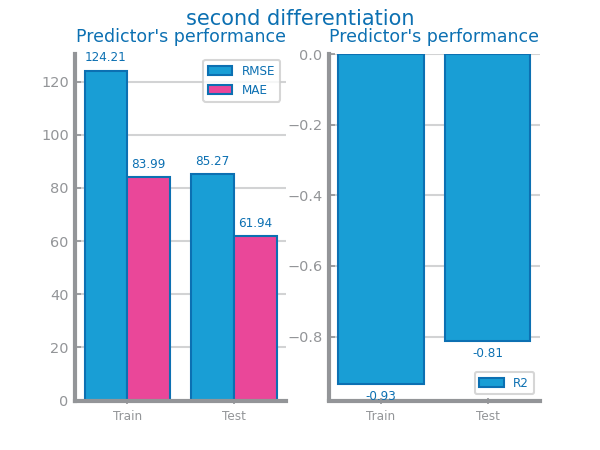 second differentiation
Predictor's performance
Predictor's performance
124.21
83.99
85.27
61.94
RMSE
MAE
120
100
80
60
40
20
0
Train
Test
0.0
−0.2
−0.4
−0.6
−0.8
-0.93
-0.81
R2
Train
Test